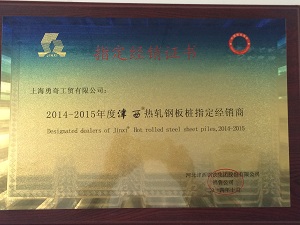 指定经销证书
上海勇奇工贸有限公司：
2014-2015年度津西热轧钢板桩指定经销商
Designated dealers of Jinxi® Hot rolled steel sheet piles,2014-2015